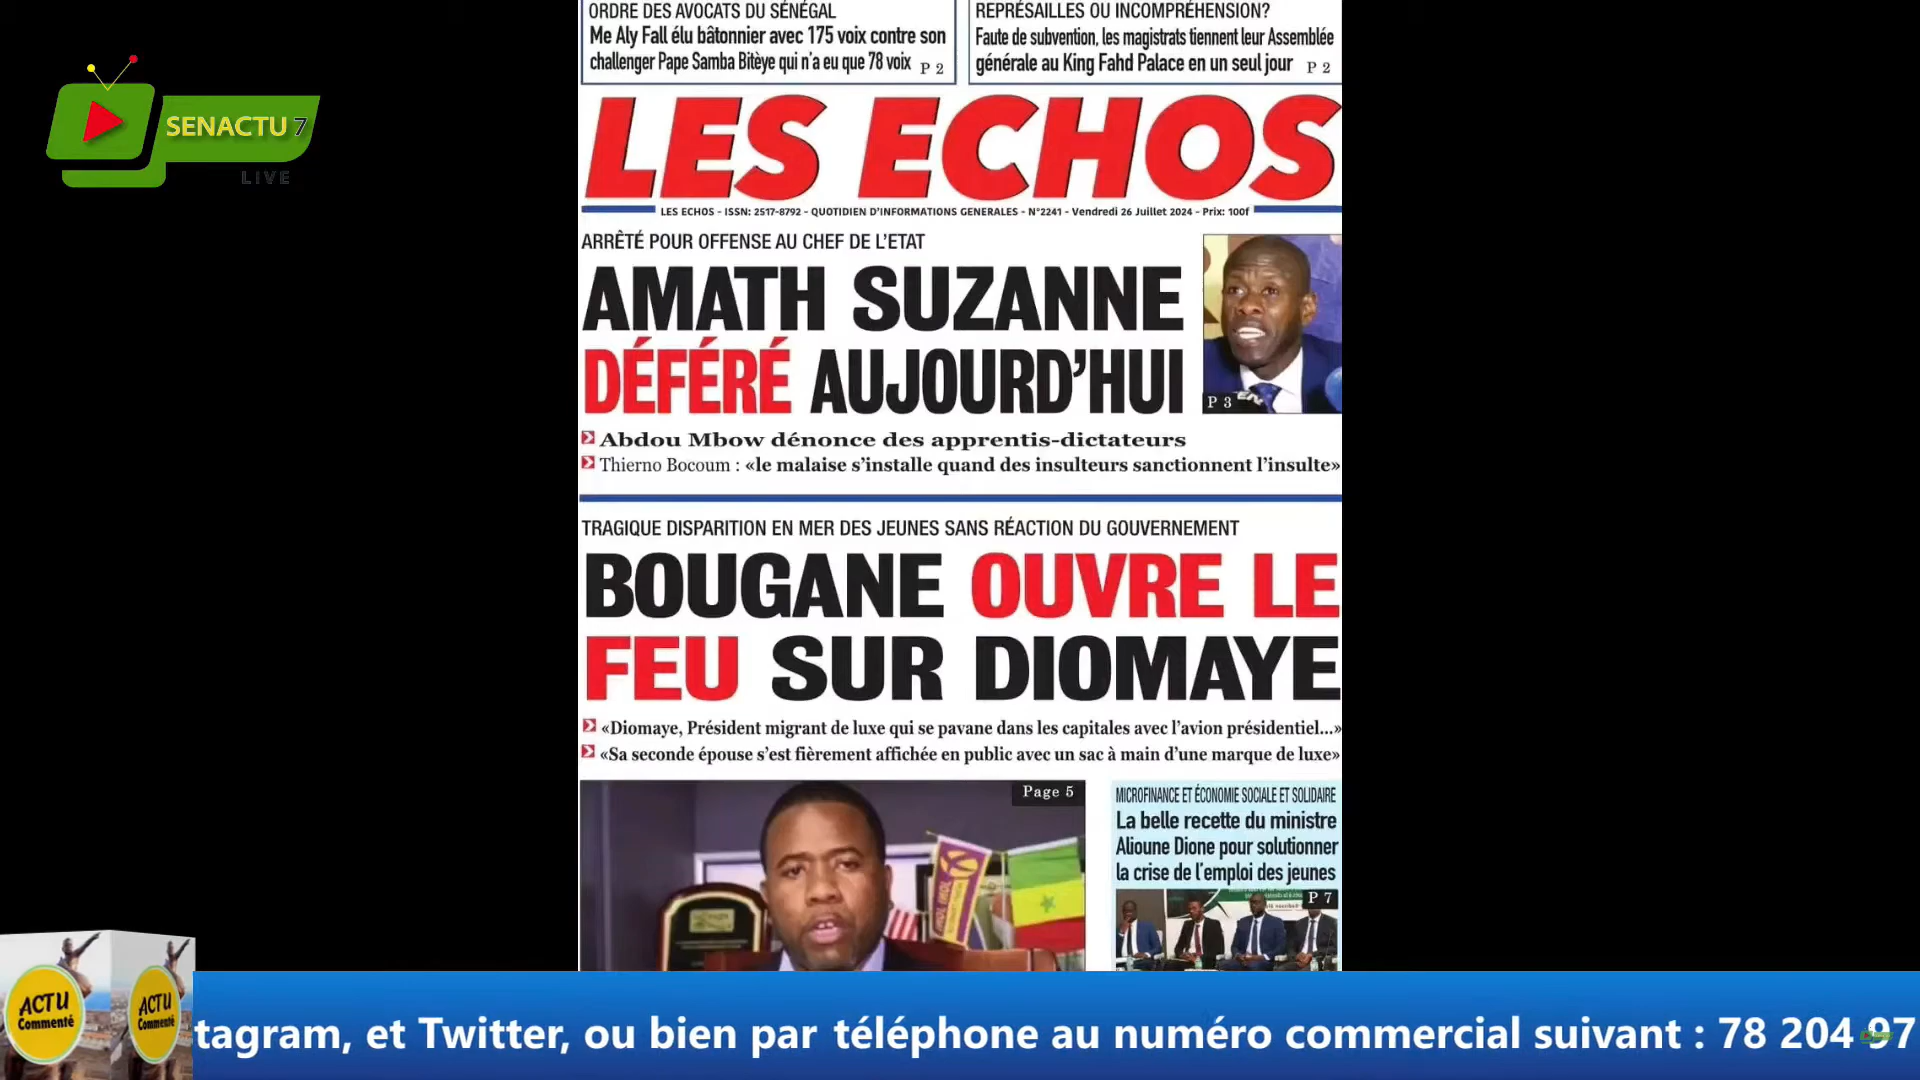 ORDRE DES AVOCATS DU SÉNÉGAL
Me Aly Fall élu bâtonnier avec 175 voix contre son
challenger Pape Samba Bitèye qui n'a eu que 78 voix P 2
REPRÉSAILLES OU INCOMPRÉHENSION?
Faute de subvention, les magistrats tiennent leur Assemblée
générale au King Fahd Palace en un seul jour P 2
SENACTU 7
LIVE
LES ECHOS
LES ECHOS - ISSN: 2517-8792 - QUOTIDIEN D'INFORMATIONS GENERALES - N°2241 - Vendredi 26 Juillet 2024 - Prix: 100f
ARRÊTÉ POUR OFFENSE AU CHEF DE L'ETAT
AMATH SUZANNE
DÉFÉRÉ AUJOURD'HUI
P 3
Abdou Mbow dénonce des apprentis-dictateurs
Thierno Bocoum : «le malaise s'installe quand des insulteurs sanctionnent l'insulte»
TRAGIQUE DISPARITION EN MER DES JEUNES SANS RÉACTION DU GOUVERNEMENT
BOUGANE OUVRE LE
FEU SUR DIOMAYE
«Diomaye, Président migrant de luxe qui se pavane dans les capitales avec l'avion présidentiel...»
«Sa seconde épouse s'est fièrement affichée en public avec un sac à main d'une marque de luxe»
Page 5
MICROFINANCE ET ÉCONOMIE SOCIALE ET SOLIDAIRE
La belle recette du ministre
Alioune Dione pour solutionner
la crise de l'emploi des jeunes
P 7
ACTU
Commenté
ACTU
Commenté
tagram, et Twitter, ou bien par téléphone au numéro commercial suivant : 78 204 97